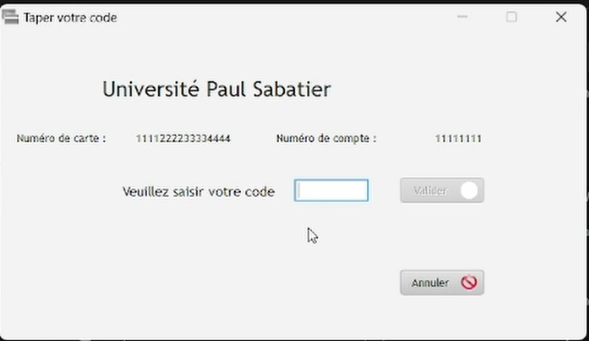 Taper votre code
Université Paul Sabatier
Numéro de carte : 1111222233334444 Numéro de compte : 11111111
Veuillez saisir votre code Valider
Annuler